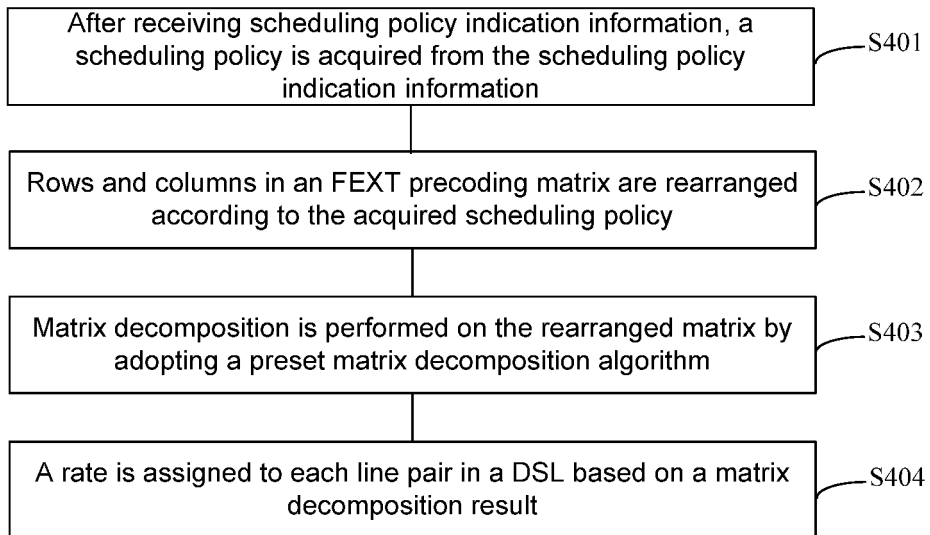 After receiving scheduling policy indication information, a
scheduling policy is acquired from the scheduling policy
indication information
S401
Rows and columns in an FEXT precoding matrix are rearranged
according to the acquired scheduling policy
S402
Matrix decomposition is performed on the rearranged matrix by
adopting a preset matrix decomposition algorithm
S403
A rate is assigned to each line pair in a DSL based on a matrix
decomposition result
S404